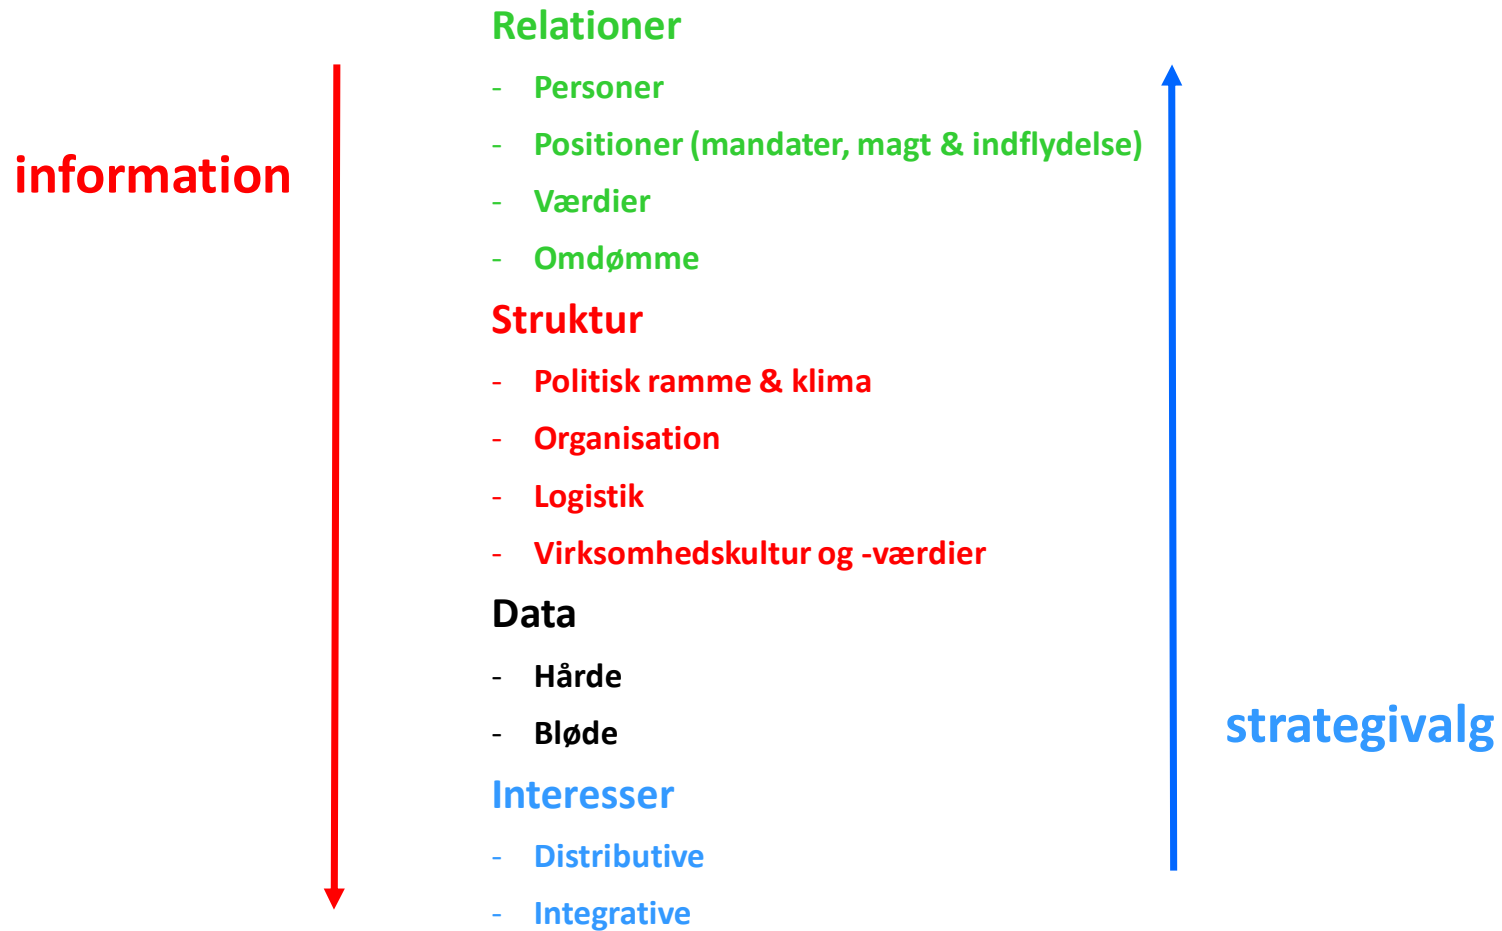 Relationer
- Personer
- Positioner (mandater, magt & indflydelse)
information
- Værdier
- Omdømme
Struktur
- Politisk ramme & klima
- Organisation
- Logistik
- Virksomhedskultur og -værdier
Data
- Hårde
- Bløde
strategivalg
Interesser
- Distributive
- Integrative